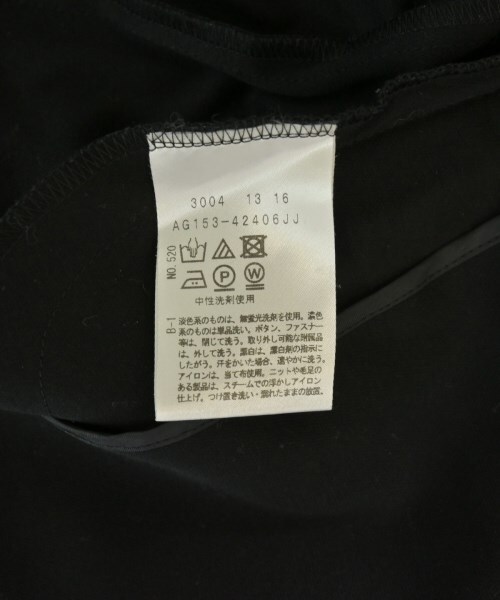 3004 13 16
AG153-42406JJ
NO.520
P W
中性洗剤使用
B-1
淡色系のものは、無蛍光洗剤を使用。濃色
系のものは単品洗い。ボタン、ファスナー
等は、閉じて洗う。取り外し可能な附属品
は、外して洗う。漂白は、漂白剤の指示に
したがう。汗をかいた場合、速やかに洗う。
アイロンは、当て布使用。ニットや毛足の
ある製品は、スチームでの浮かしアイロン
仕上げ。つけ置き洗い・濡れたままの放置。